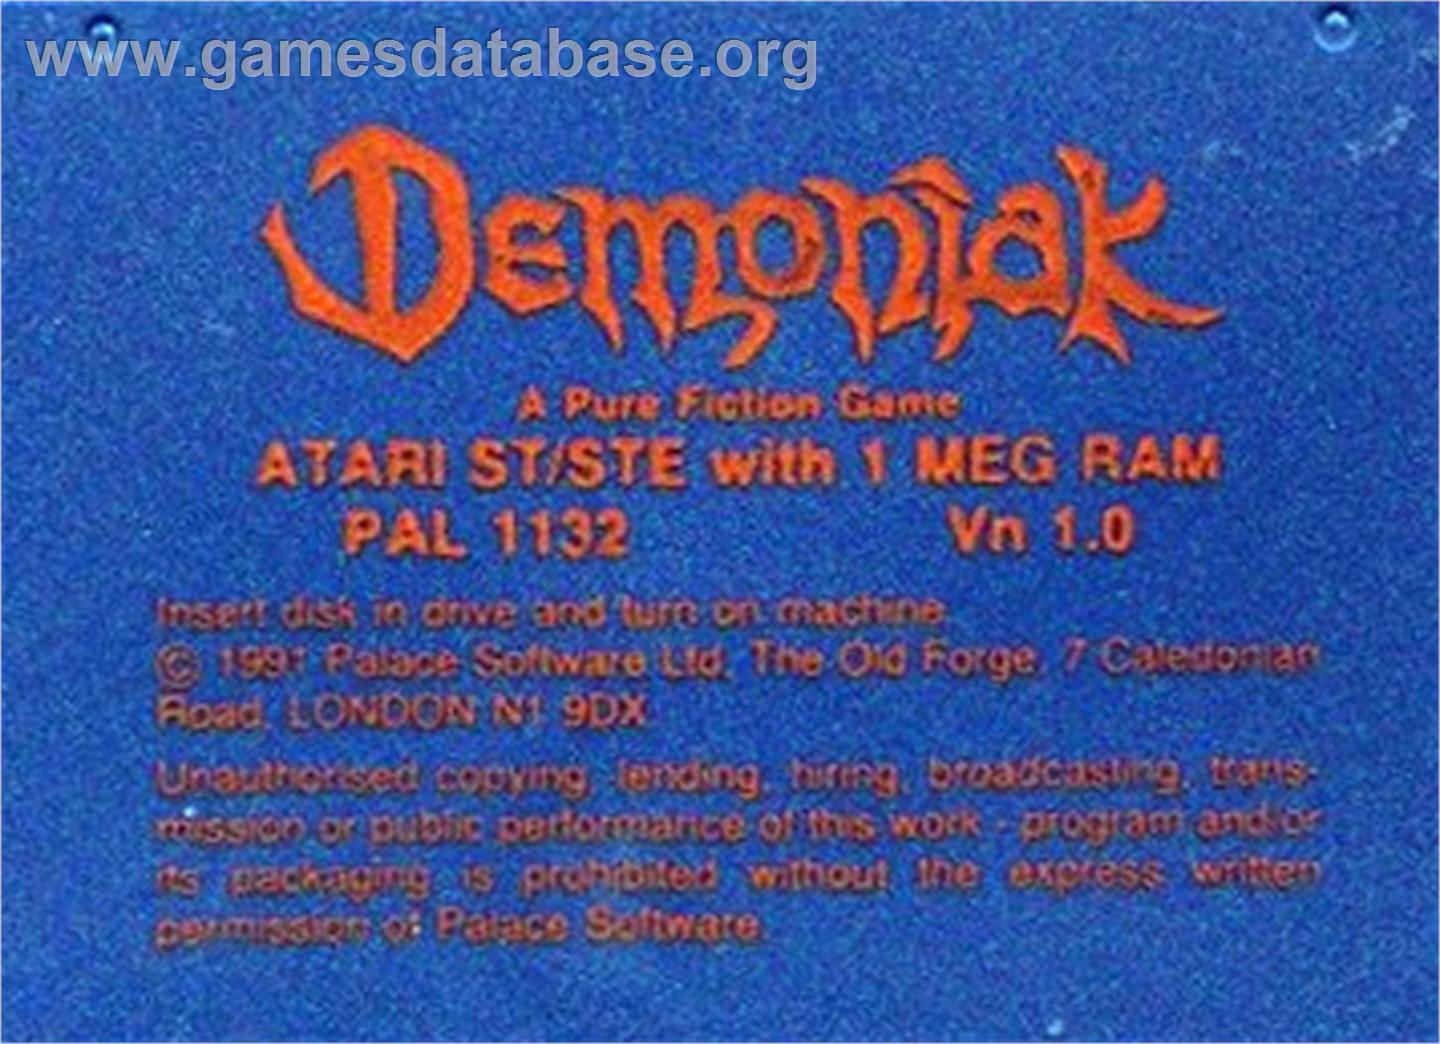 www.gamesdatabase.org
Demoniak
A Pure Fiction Game
ATARI ST/STE with 1 MEG RAM
PAL 1132 Vn 1.0
Insert disk in drive and turn on machine.
© 1991 Palace Software Ltd, The Old Forge, 7 Caledonian
Road, LONDON N1 9DX
Unauthorised copying, lending, hiring, broadcasting, trans-
mission or public performance of this work - program and/or
its packaging is prohibited without the express written
permission of Palace Software.